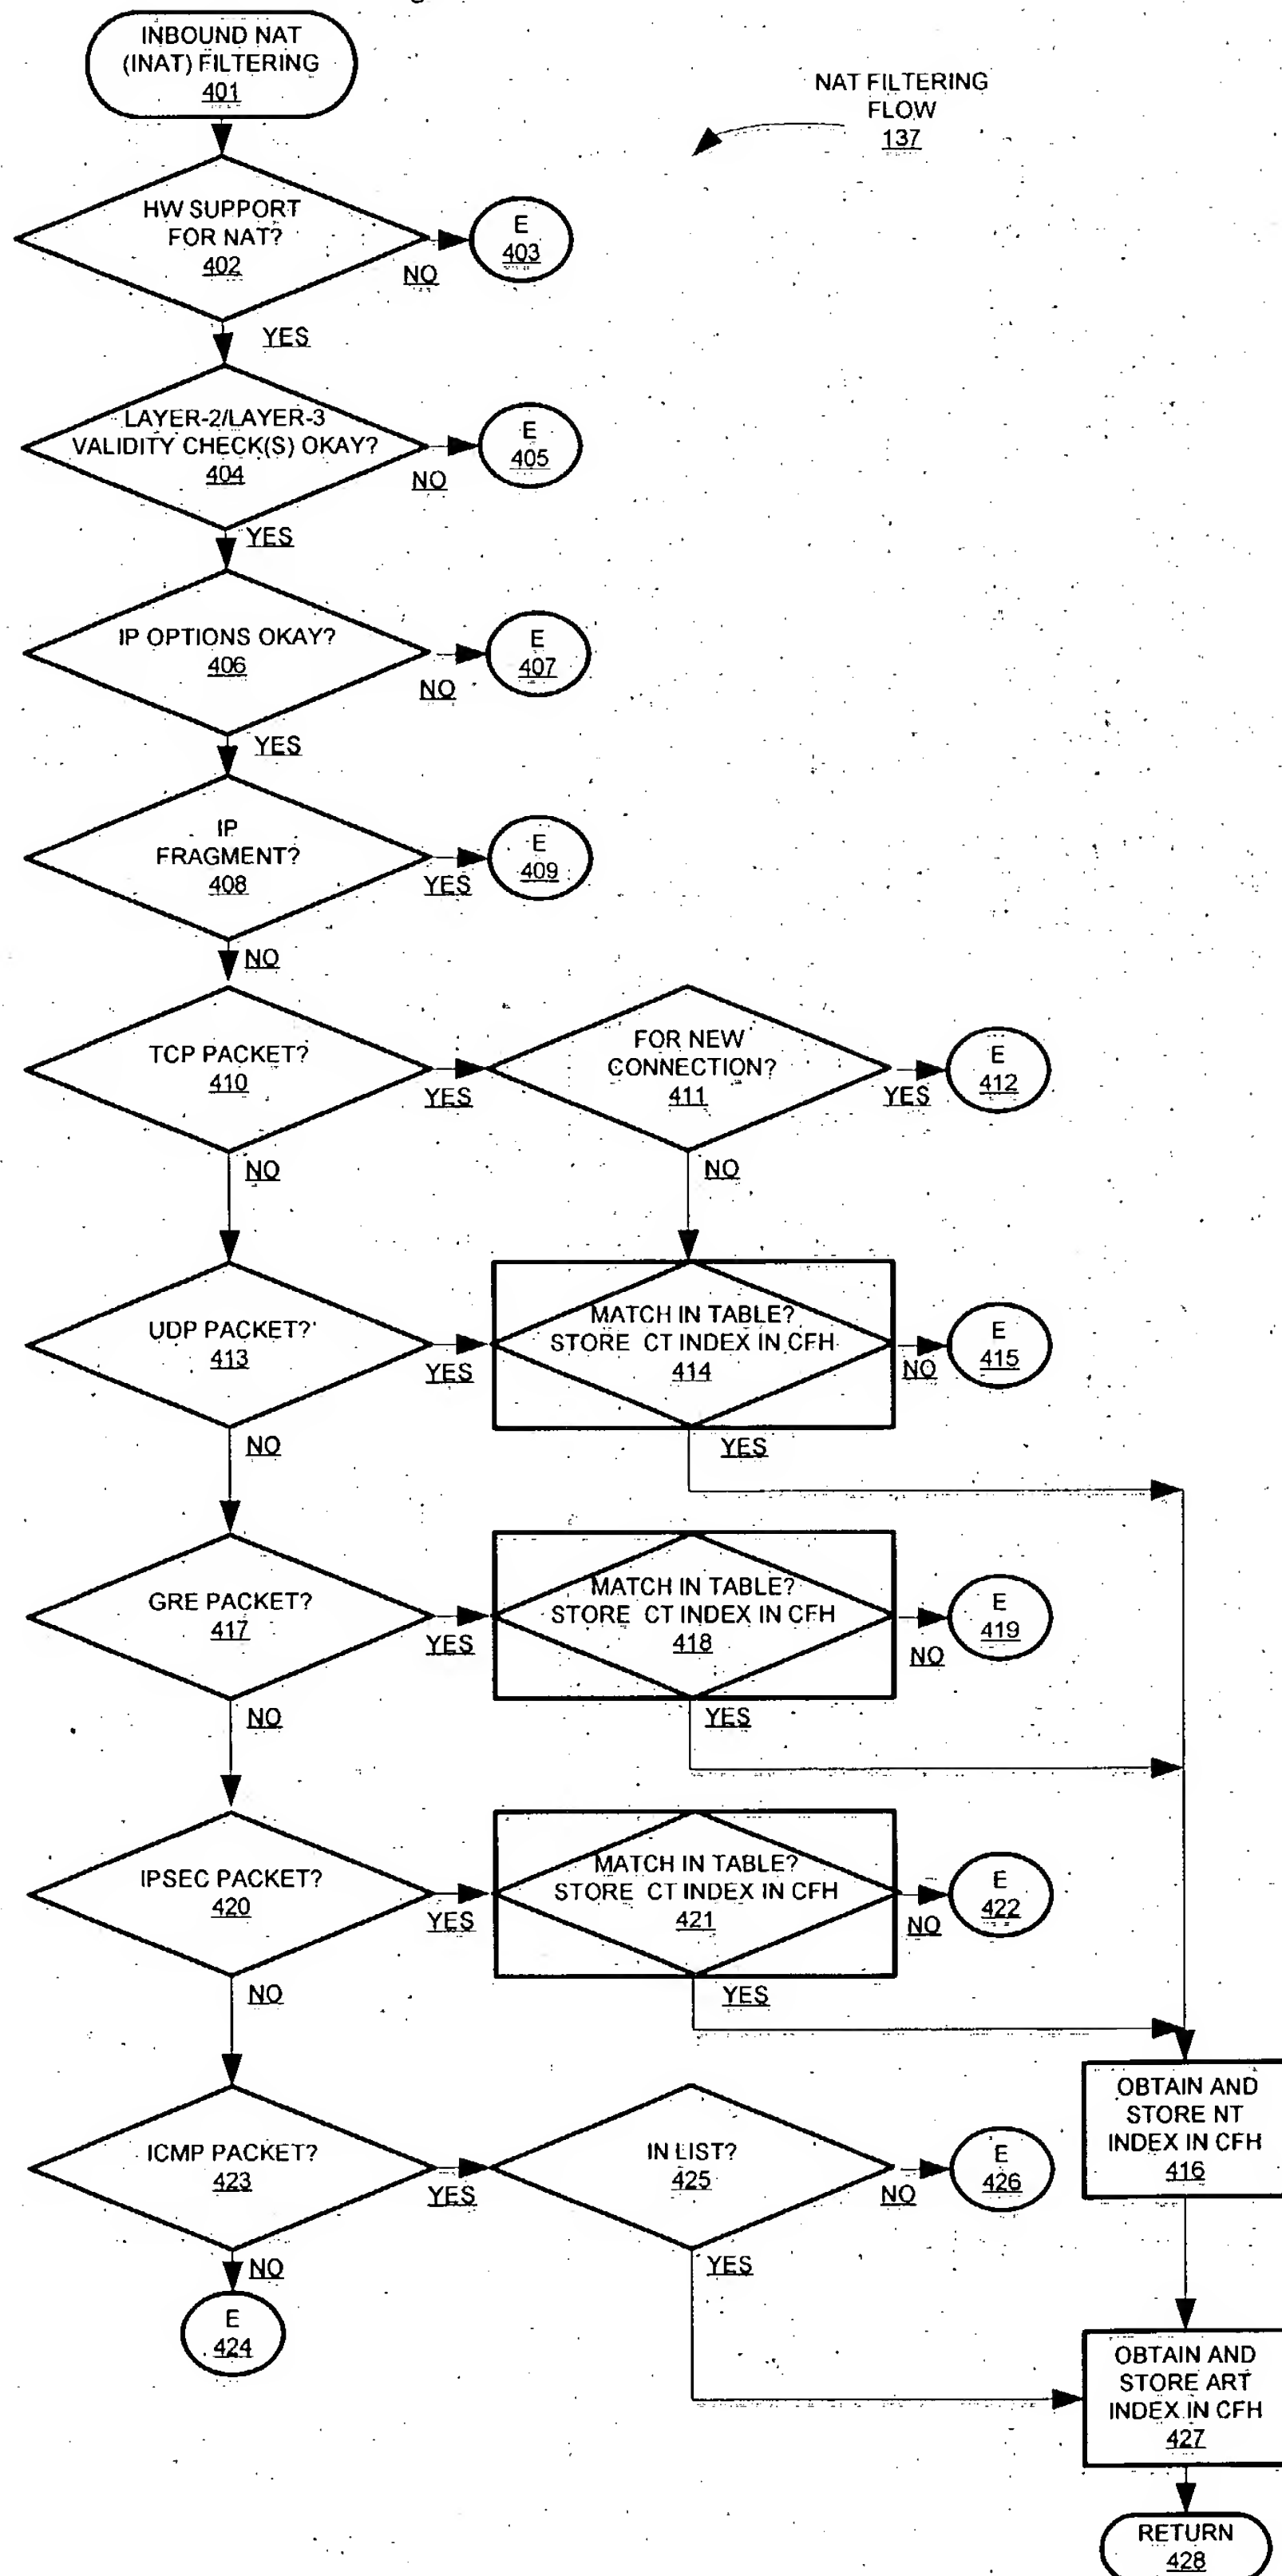 INBOUND NAT
(INAT) FILTERING
401
NAT FILTERING
FLOW
137
HW SUPPORT
FOR NAT?
402
NO
E
403
YES
LAYER-2/LAYER-3
VALIDITY CHECK(S) OKAY?
404
NO
E
405
YES
IP OPTIONS OKAY?
406
NO
E
407
YES
IP
FRAGMENT?
408
YES
E
409
NO
TCP PACKET?
410
YES
FOR NEW
CONNECTION?
411
YES
E
412
NO
NO
UDP PACKET?
413
YES
MATCH IN TABLE?
STORE CT INDEX IN CFH
414
NO
E
415
NO
YES
GRE PACKET?
417
YES
MATCH IN TABLE?
STORE CT INDEX IN CFH
418
NO
E
419
NO
YES
IPSEC PACKET?
420
YES
MATCH IN TABLE?
STORE CT INDEX IN CFH
421
NO
E
422
NO
YES
OBTAIN AND
STORE NT
INDEX IN CFH
416
ICMP PACKET?
423
YES
IN LIST?
425
NO
E
426
NO
YES
E
424
OBTAIN AND
STORE ART
INDEX IN CFH
427
RETURN
428